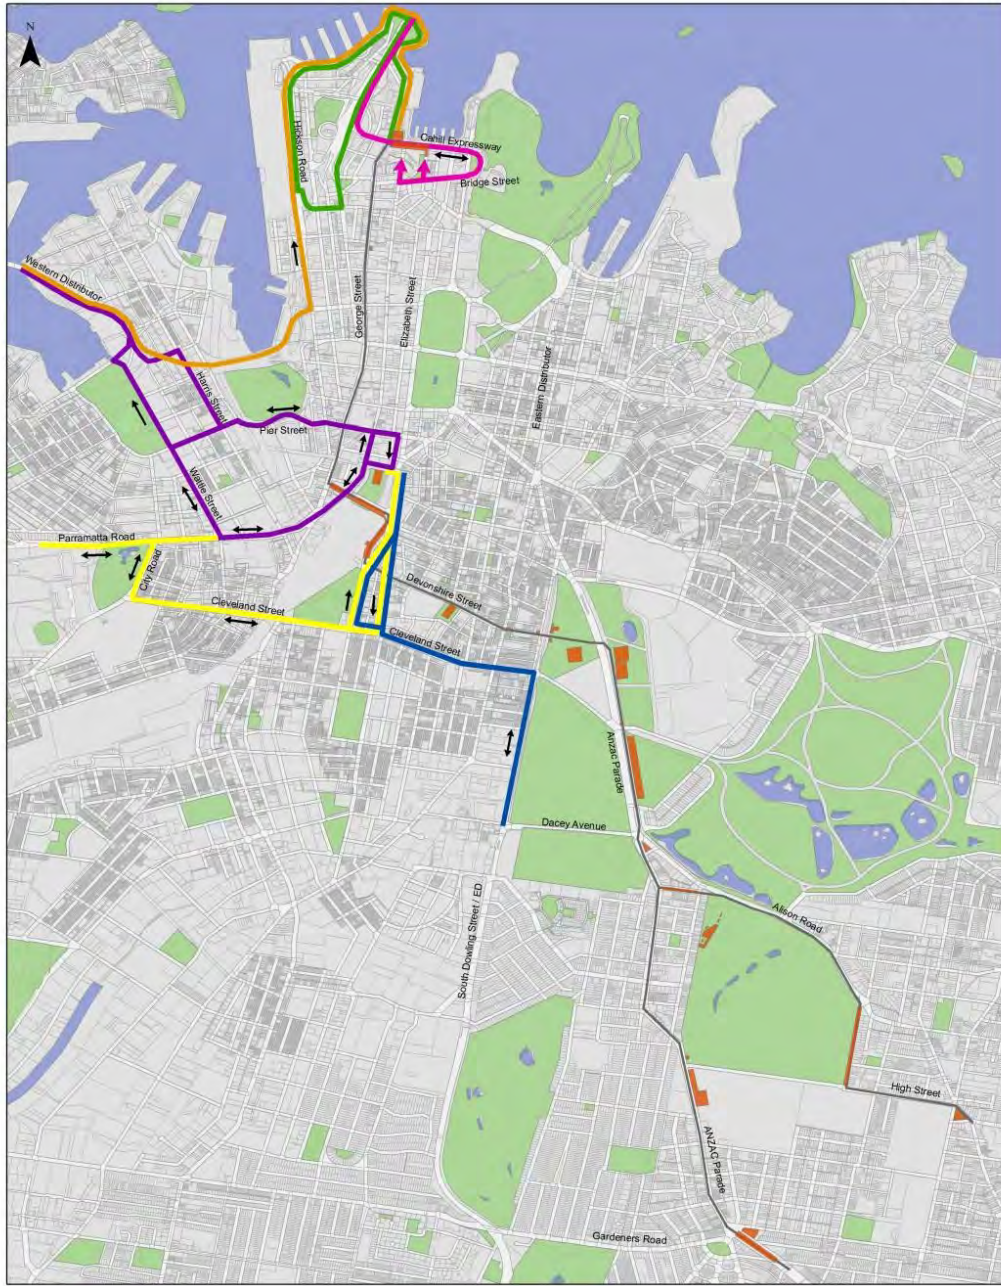 N
Cahill Expressway
Hickson Road
Bridge Street
Western Distributor
George Street
Elizabeth Street
Eastern Distributor
Harris Street
Pier Street
Wattle Street
Parramatta Road
City Road
Devonshire Street
Cleveland Street
Cleveland Street
Anzac Parade
Dacey Avenue
Alison Road
South Dowling Street / ED
High Street
ANZAC Parade
Gardeners Road